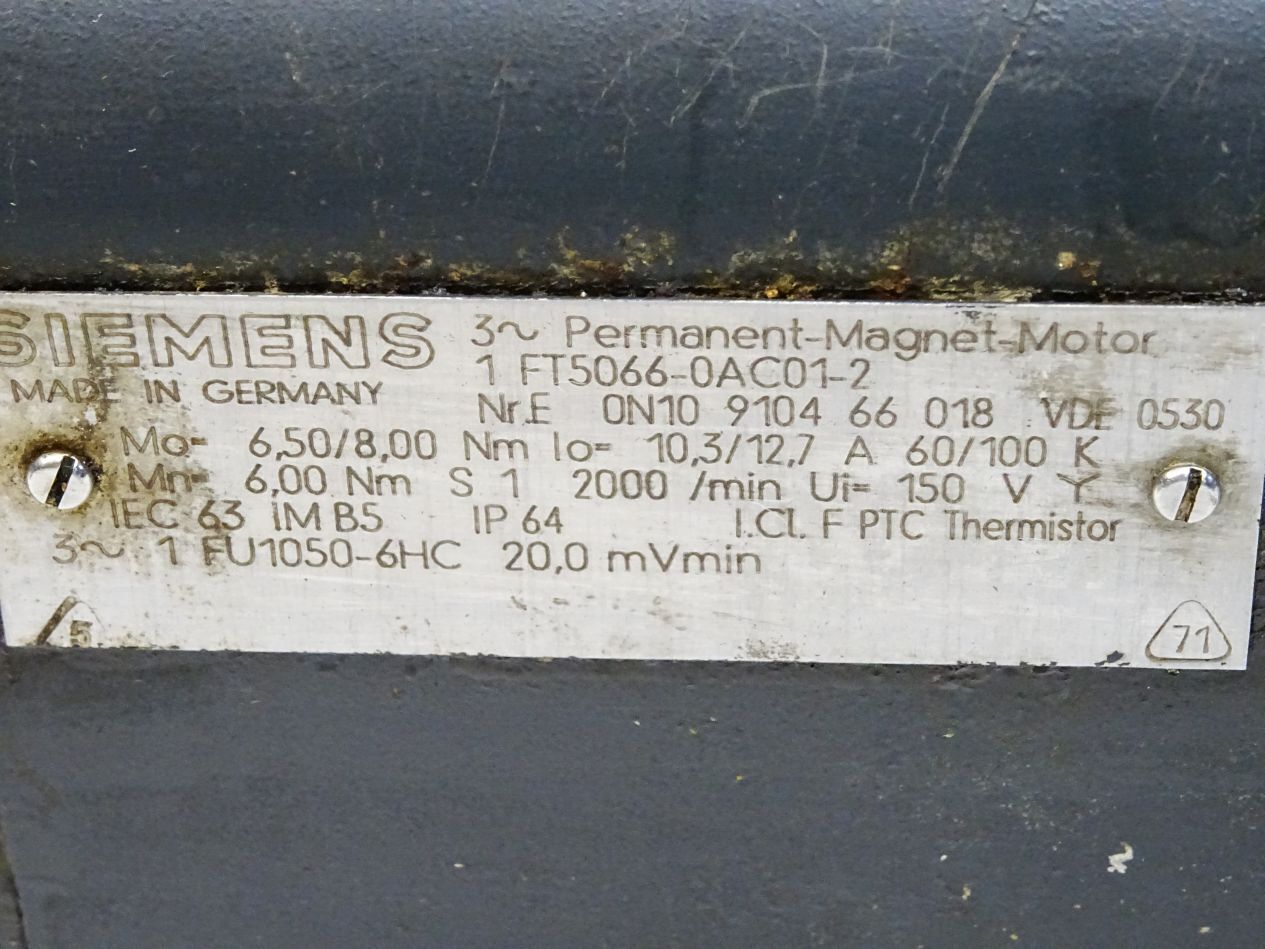 SIEMENS 3~ Permanent-Magnet-Motor
MADE IN GERMANY 1 FT5066-0AC01-2
Nr.E 0N10 9104 66 018 VDE 0530
Mo= 6,50/8,00 Nm Io= 10,3/12,7 A 60/100 K
Mn= 6,00 Nm S 1 2000 /min Ui= 150 V Y
IEC 63 IM B5 IP 64 I.Cl. F PTC Thermistor
3~ 1 FU1050-6HC 20,0 mVmin
5 71